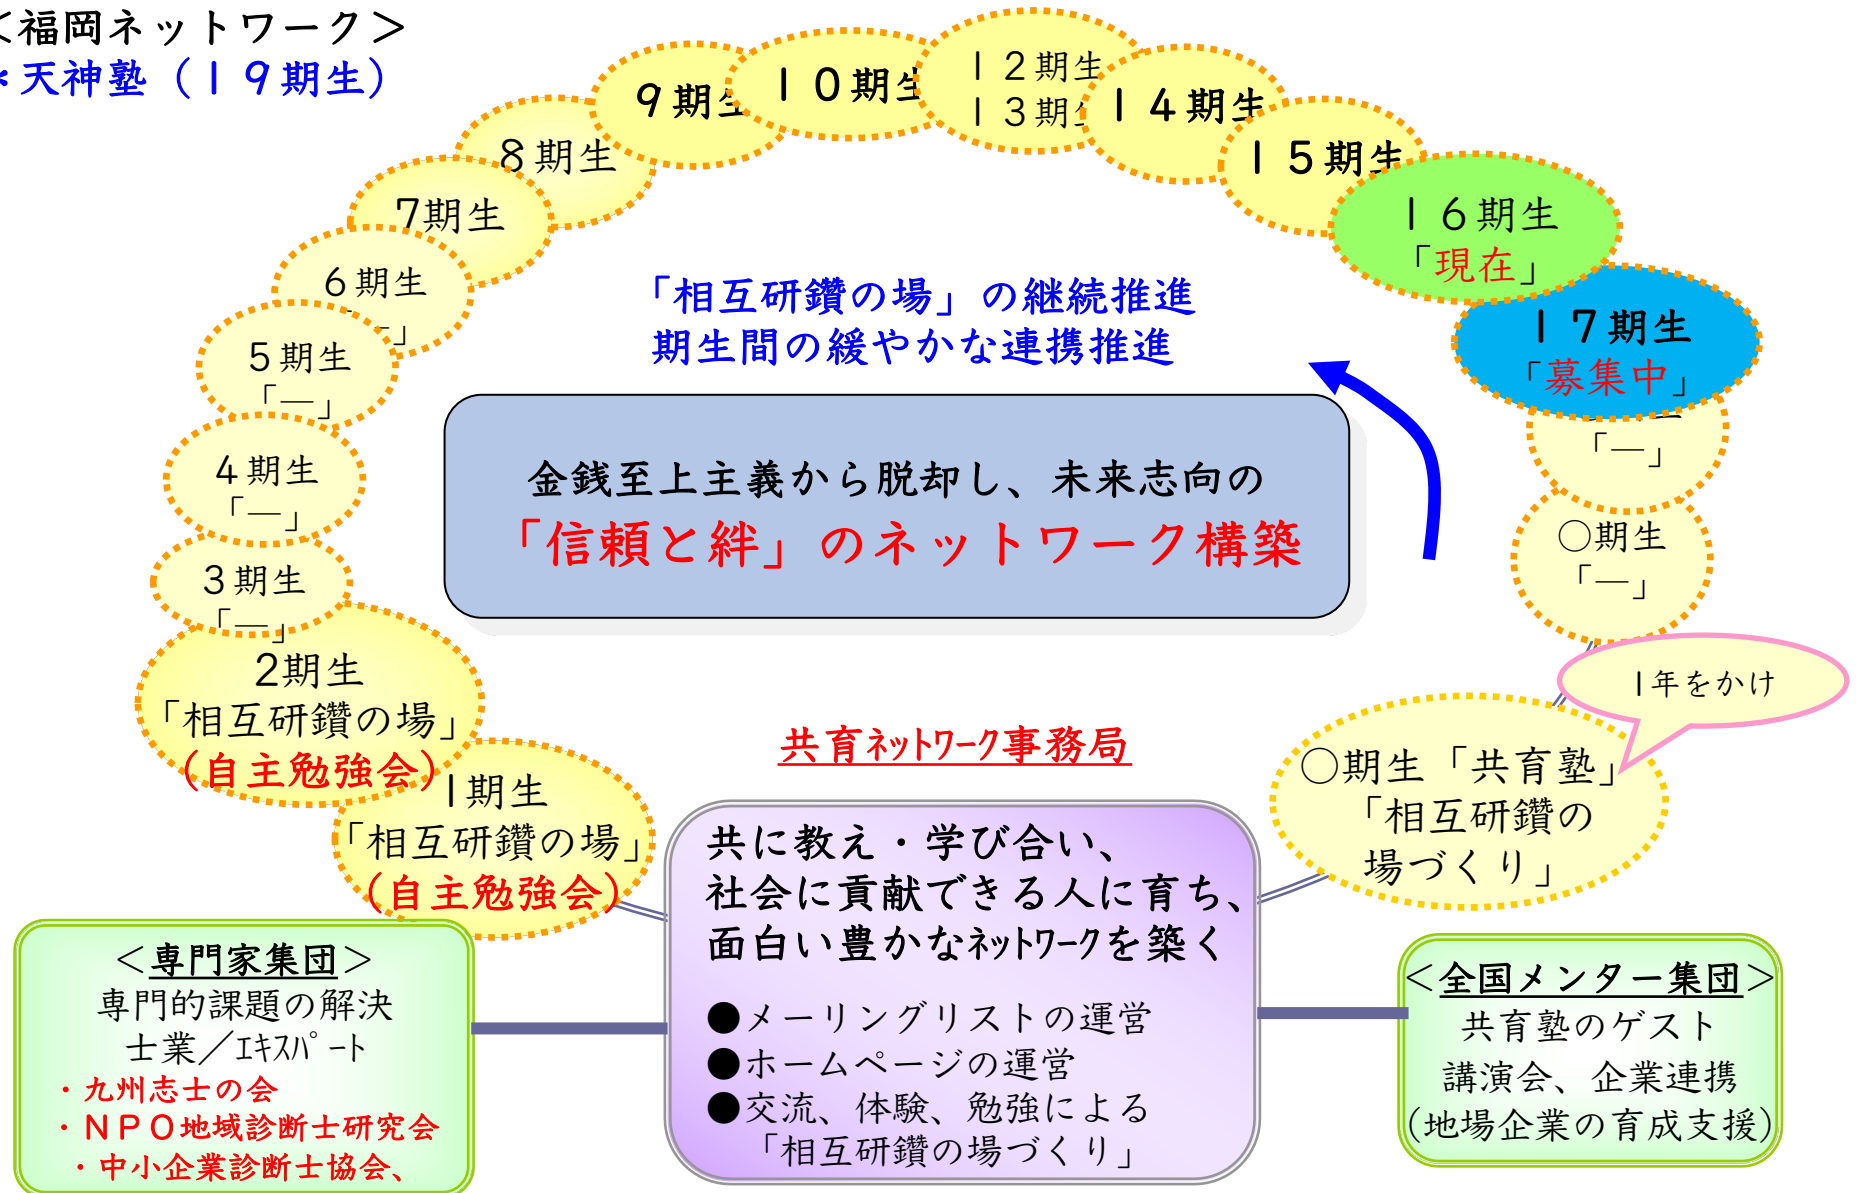 ＜福岡ネットワーク＞
＊天神塾（１９期生）
１２期生
１３期生
９期生
１０期生
１４期生
８期生
１５期生
７期生
１６期生
「現在」
６期生
」
１７期生
「募集中」
５期生
「―」
「―」
４期生
「―」
〇期生
「―」
３期生
「―」
「相互研鑽の場」の継続推進
期生間の緩やかな連携推進
金銭至上主義から脱却し、未来志向の
「信頼と絆」のネットワーク構築
２期生
「相互研鑽の場」
（自主勉強会）
１期生
「相互研鑽の場」
（自主勉強会）
1年をかけ
〇期生「共育塾」
「相互研鑽の
場づくり」
共育ﾈｯﾄﾜｰｸ事務局
共に教え・学び合い、
社会に貢献できる人に育ち、
面白い豊かなﾈｯﾄﾜｰｸを築く
●メーリングリストの運営
●ホームページの運営
●交流、体験、勉強による
「相互研鑽の場づくり」
＜専門家集団＞
専門的課題の解決
士業／ｴｷｽﾊﾟｰﾄ
・九州志士の会
・ＮＰＯ地域診断士研究会
・中小企業診断士協会、
＜全国メンター集団＞
共育塾のゲスト
講演会、企業連携
(地場企業の育成支援)